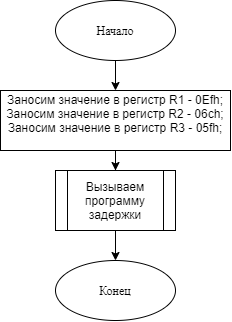 Начало
Заносим значение в регистр R1 - 0Efh;
Заносим значение в регистр R2 - 06ch;
Заносим значение в регистр R3 - 05fh;
Вызываем
программу
задержки
Конец